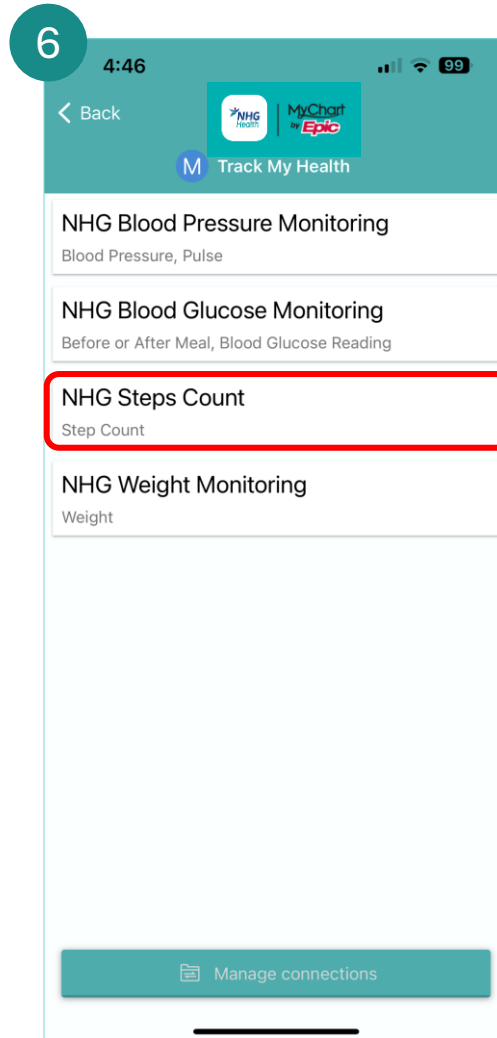 6
4:46
99
Back
NHG
Health
MyChart
by Epic
M Track My Health
NHG Blood Pressure Monitoring
Blood Pressure, Pulse
NHG Blood Glucose Monitoring
Before or After Meal, Blood Glucose Reading
NHG Steps Count
Step Count
NHG Weight Monitoring
Weight
Manage connections